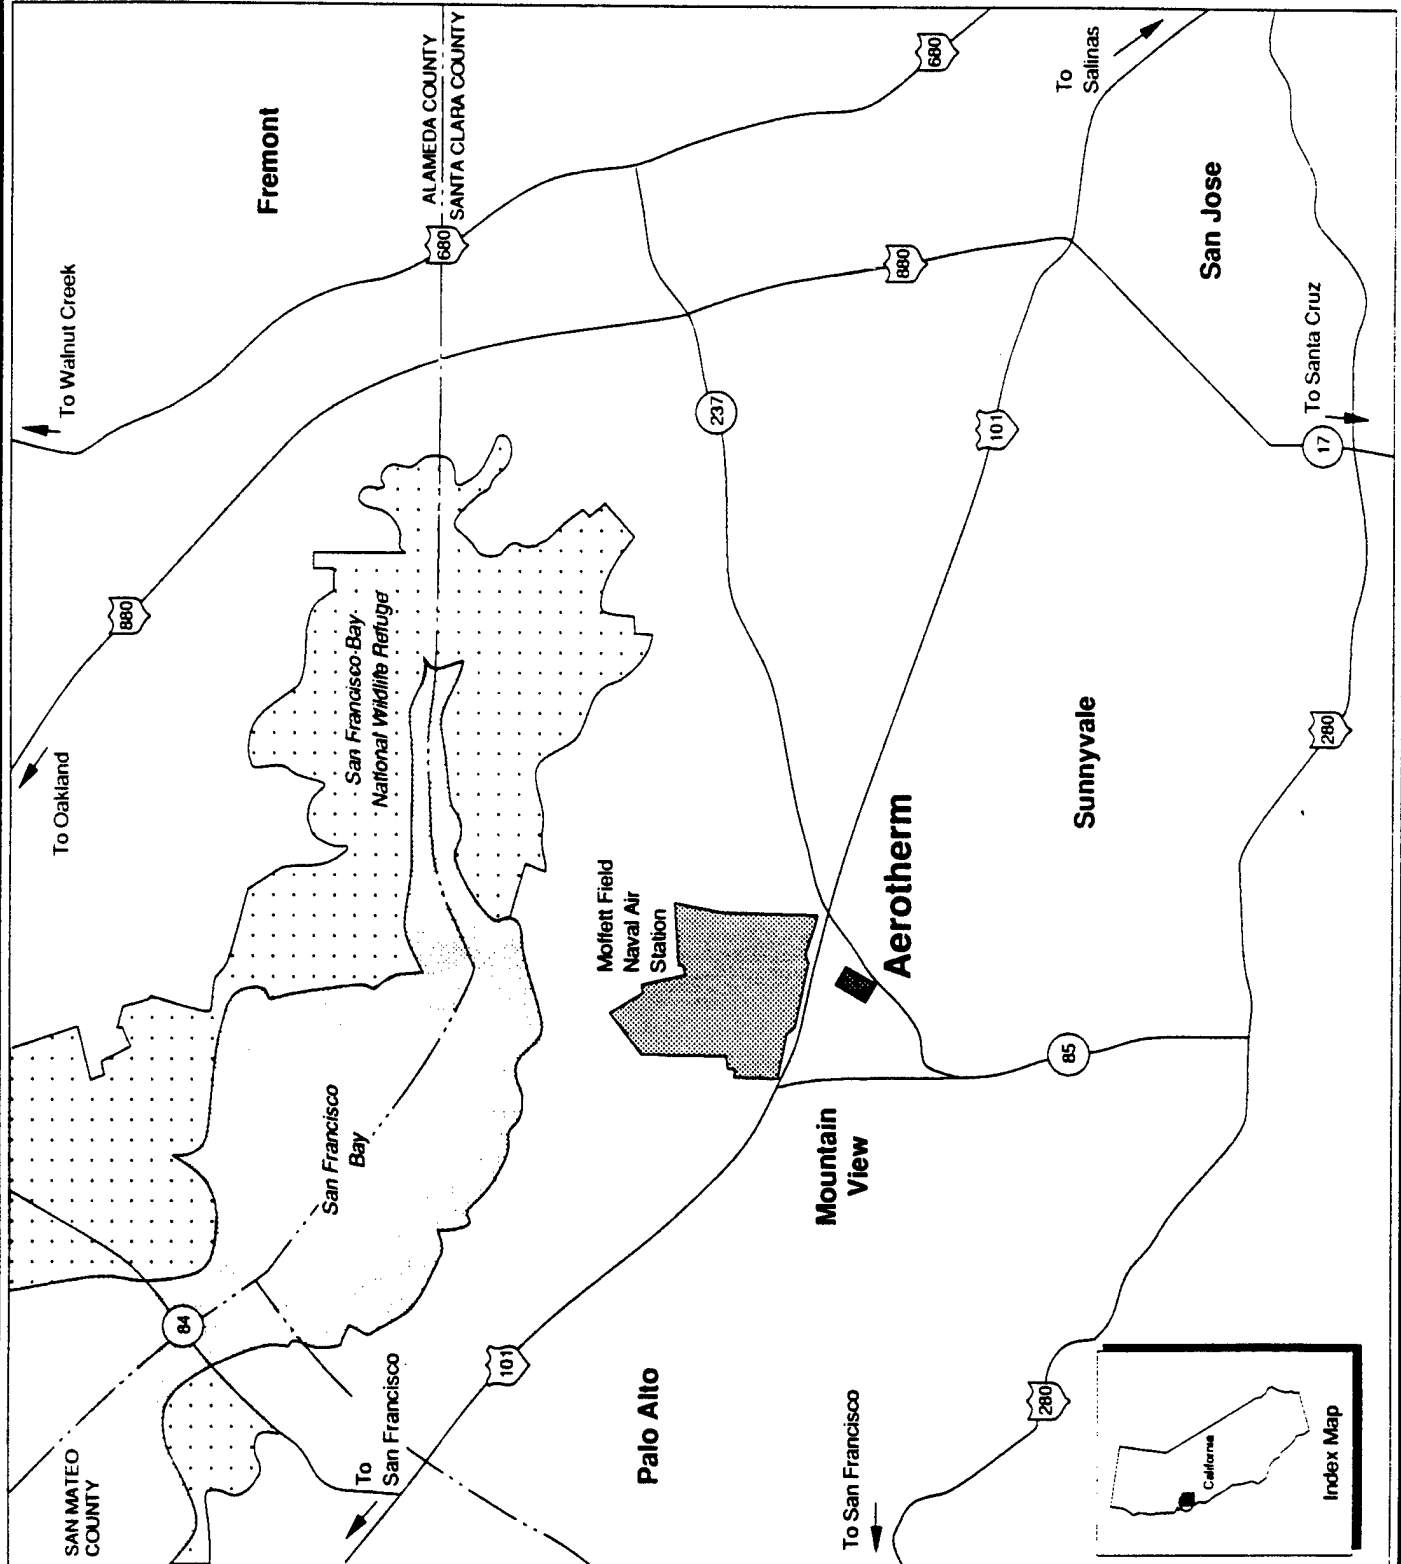 SAN MATEO
COUNTY
84
To
San Francisco
101
Palo Alto
To San Francisco
280
California
Index Map
San Francisco
Bay
Mountain
View
85
Moffett Field
Naval Air
Station
Aerotherm
Sunnyvale
280
To Oakland
San Francisco Bay
National Wildlife Refuge
880
To Walnut Creek
237
101
17
To Santa Cruz
Fremont
ALAMEDA COUNTY
SANTA CLARA COUNTY
680
880
San Jose
680
To
Salinas